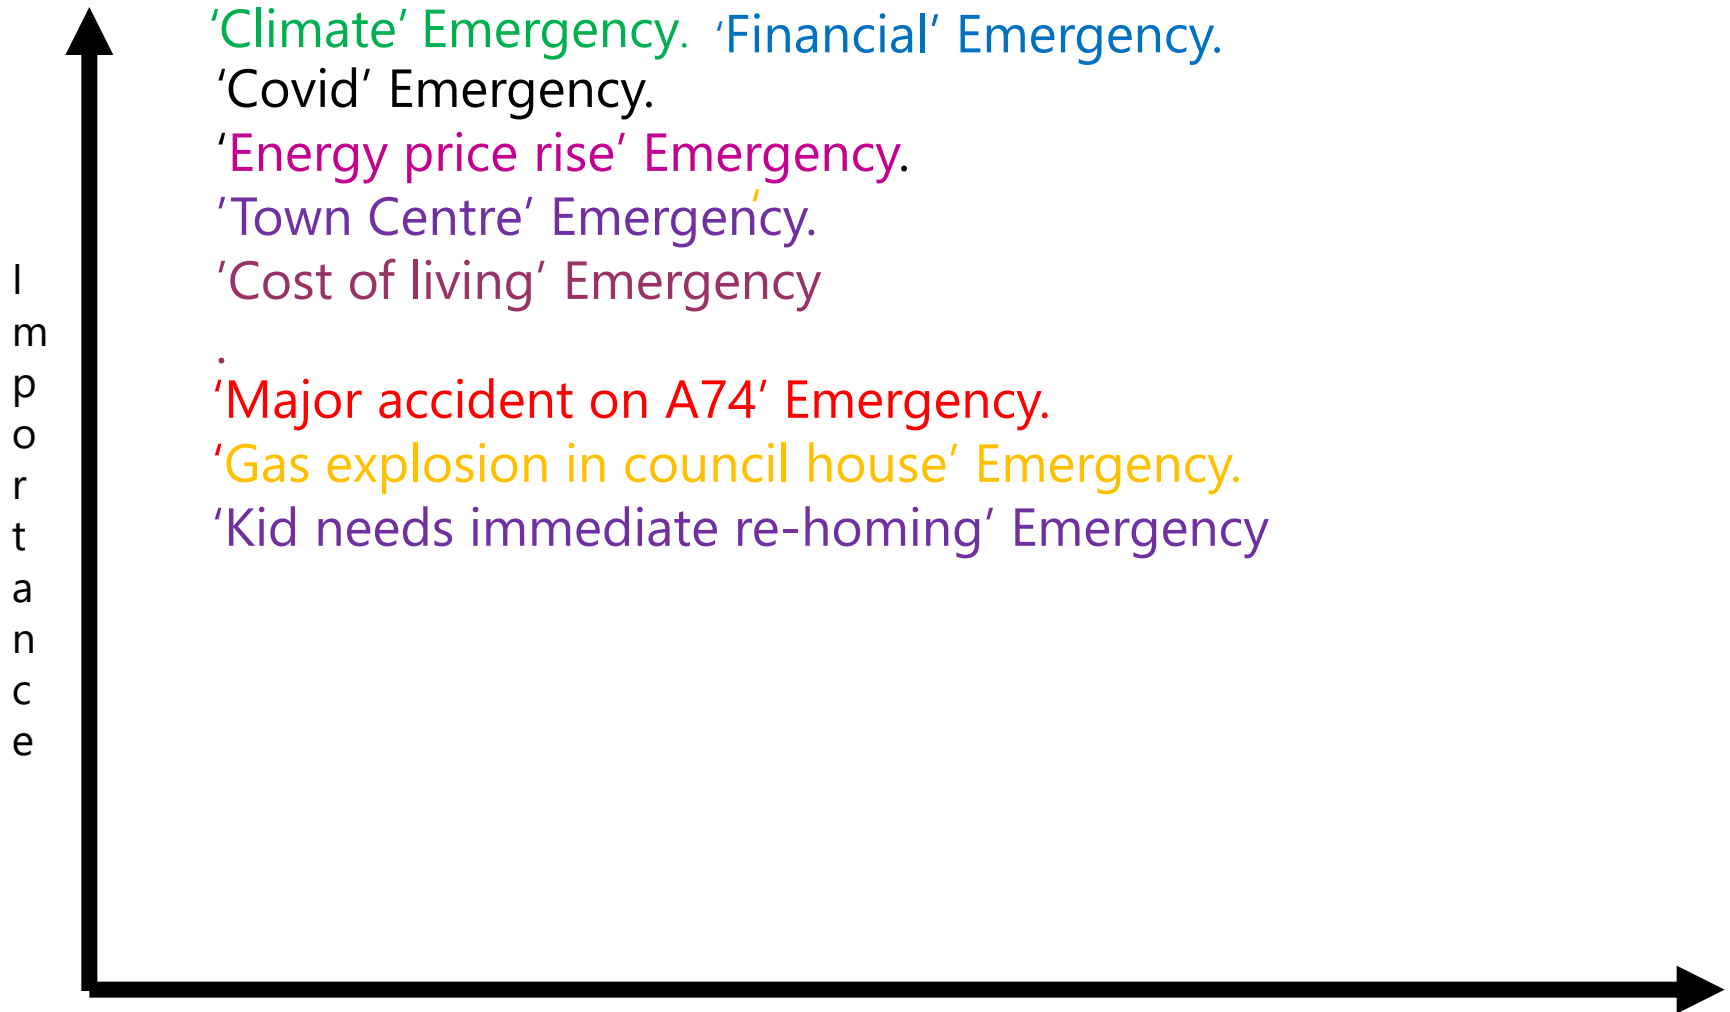 ‘Climate’ Emergency. ‘Financial’ Emergency.
‘Covid’ Emergency.
‘Energy price rise’ Emergency.
‘
’Town Centre’ Emergency.
’Cost of living’ Emergency
.
‘Major accident on A74’ Emergency.
‘Gas explosion in council house’ Emergency.
‘Kid needs immediate re-homing’ Emergency
Importance